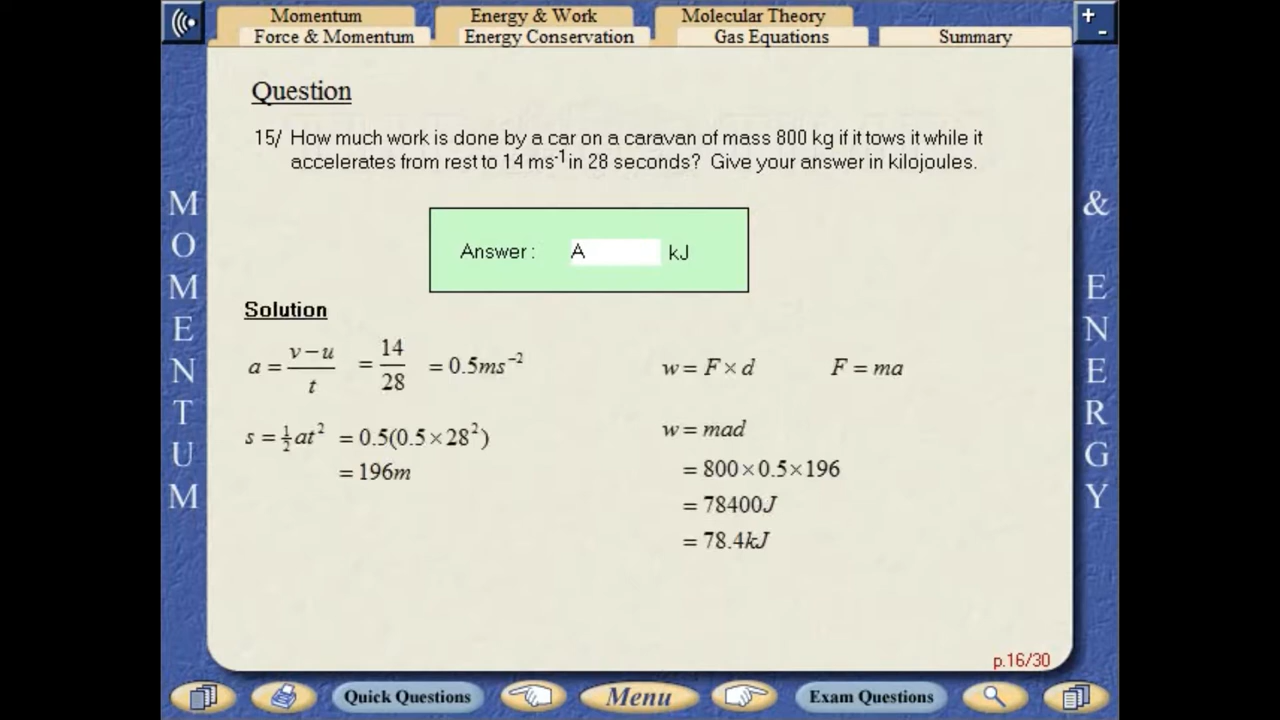 Momentum
Energy & Work
Molecular Theory
+
-
Force & Momentum
Energy Conservation
Gas Equations
Summary
Question
15/ How much work is done by a car on a caravan of mass 800 kg if it tows it while it
accelerates from rest to 14 ms⁻¹ in 28 seconds? Give your answer in kilojoules.
MOMENTUM
& ENERGY
Answer : A kJ
Solution
a = (v − u)/t = 14/28 = 0.5ms⁻²
w = F × d F = ma
s = ½at² = 0.5(0.5 × 28²)
= 196m
w = mad
= 800 × 0.5 × 196
= 78400J
= 78.4kJ
p.16/30
Quick Questions
Menu
Exam Questions